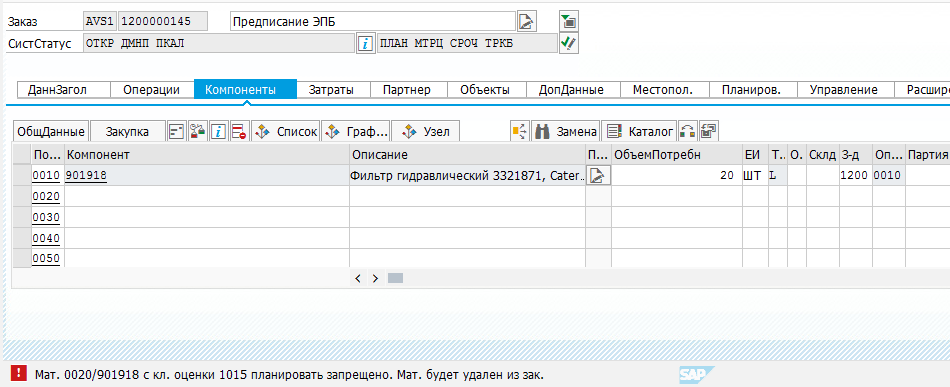 Заказ AVS1 1200000145 Предписание ЭПБ
СистСтатус ОТКР ДМНП ПКАЛ ПЛАН МТРЦ СРОЧ ТРКБ
ДаннЗагол Операции Компоненты Затраты Партнер Объекты ДопДанные Местопол. Планиров. Управление Расшир
ОбщДанные Закупка Список Граф... Узел Замена Каталог
По... Компонент Описание П... ОбъемПотребн ЕИ Т.. О. Склд З-д Оп... Партия
0010 901918 Фильтр гидравлический 3321871, Cater... 20 ШТ L 1200 0010
0020
0030
0040
0050
Мат. 0020/901918 с кл. оценки 1015 планировать запрещено. Мат. будет удален из зак.
SAP